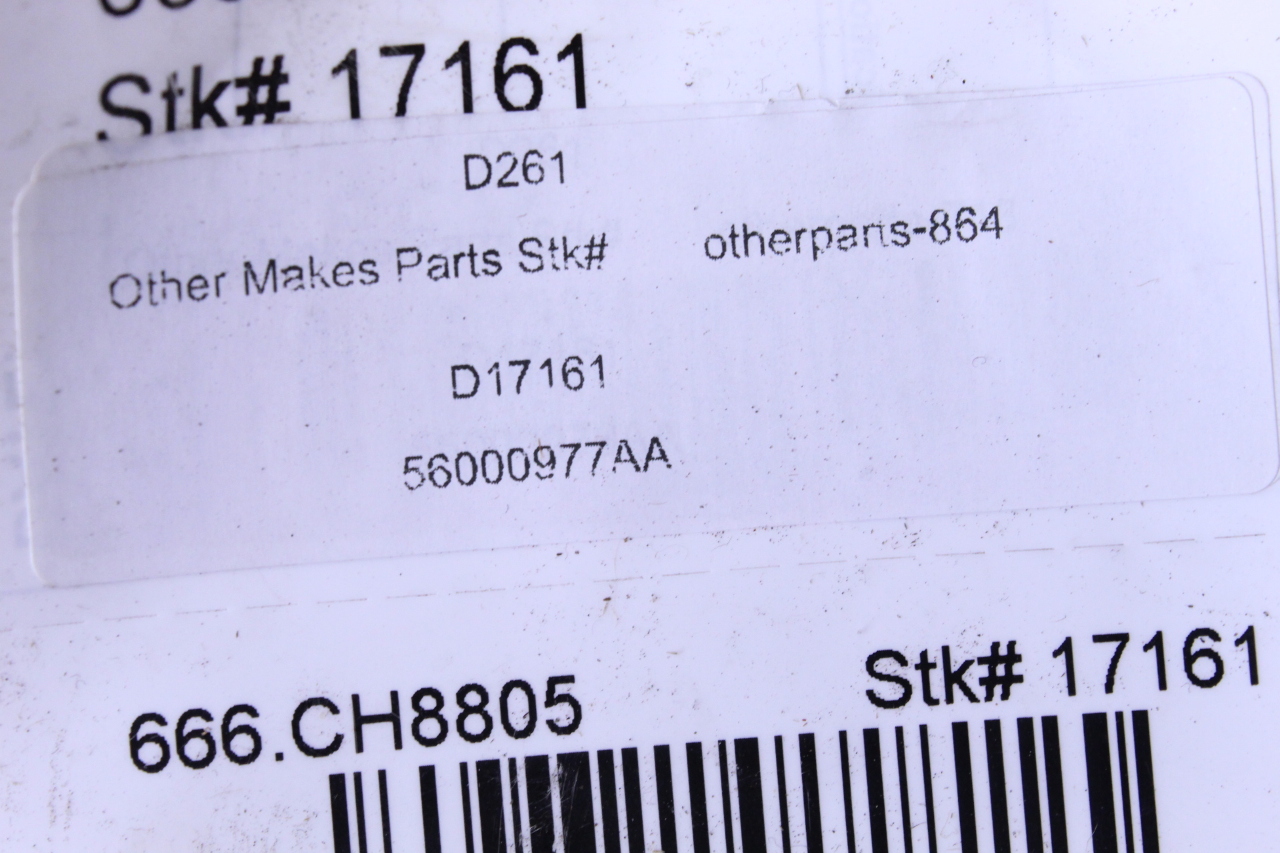 Stk# 17161
D261
Other Makes Parts Stk# otherparts-864
D17161
56000977AA
666.CH8805 Stk# 17161